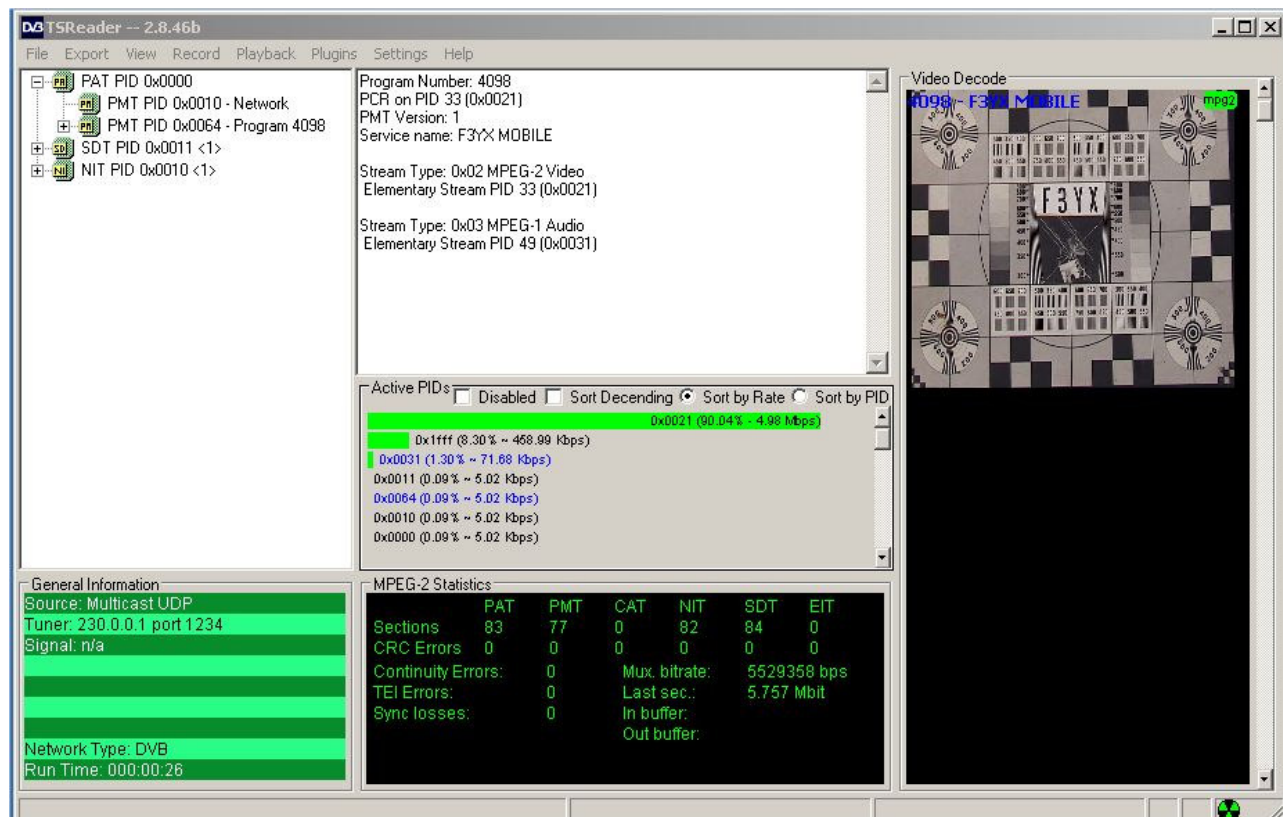 DVB TSReader -- 2.8.46b
File Export View Record Playback Plugins Settings Help
PAT PID 0x0000
PMT PID 0x0010 - Network
PMT PID 0x0064 - Program 4098
SDT PID 0x0011 <1>
NIT PID 0x0010 <1>
Program Number: 4098
PCR on PID 33 (0x0021)
PMT Version: 1
Service name: F3YX MOBILE
Stream Type: 0x02 MPEG-2 Video
Elementary Stream PID 33 (0x0021)
Stream Type: 0x03 MPEG-1 Audio
Elementary Stream PID 49 (0x0031)
Active PIDs Disabled Sort Decending Sort by Rate Sort by PID
0x0021 (90.04% - 4.98 Mbps)
0x1fff (8.30% ~ 458.99 Kbps)
0x0031 (1.30% ~ 71.68 Kbps)
0x0011 (0.09% ~ 5.02 Kbps)
0x0064 (0.09% ~ 5.02 Kbps)
0x0010 (0.09% ~ 5.02 Kbps)
0x0000 (0.09% ~ 5.02 Kbps)
Video Decode
4098 - F3YX MOBILE
mpg2
F3YX
General Information
Source: Multicast UDP
Tuner: 230.0.0.1 port 1234
Signal: n/a
Network Type: DVB
Run Time: 000:00:26
MPEG-2 Statistics
PAT PMT CAT NIT SDT EIT
Sections 83 77 0 82 84 0
CRC Errors 0 0 0 0 0 0
Continuity Errors: 0 Mux. bitrate: 5529358 bps
TEI Errors: 0 Last sec.: 5.757 Mbit
Sync losses: 0 In buffer:
Out buffer: